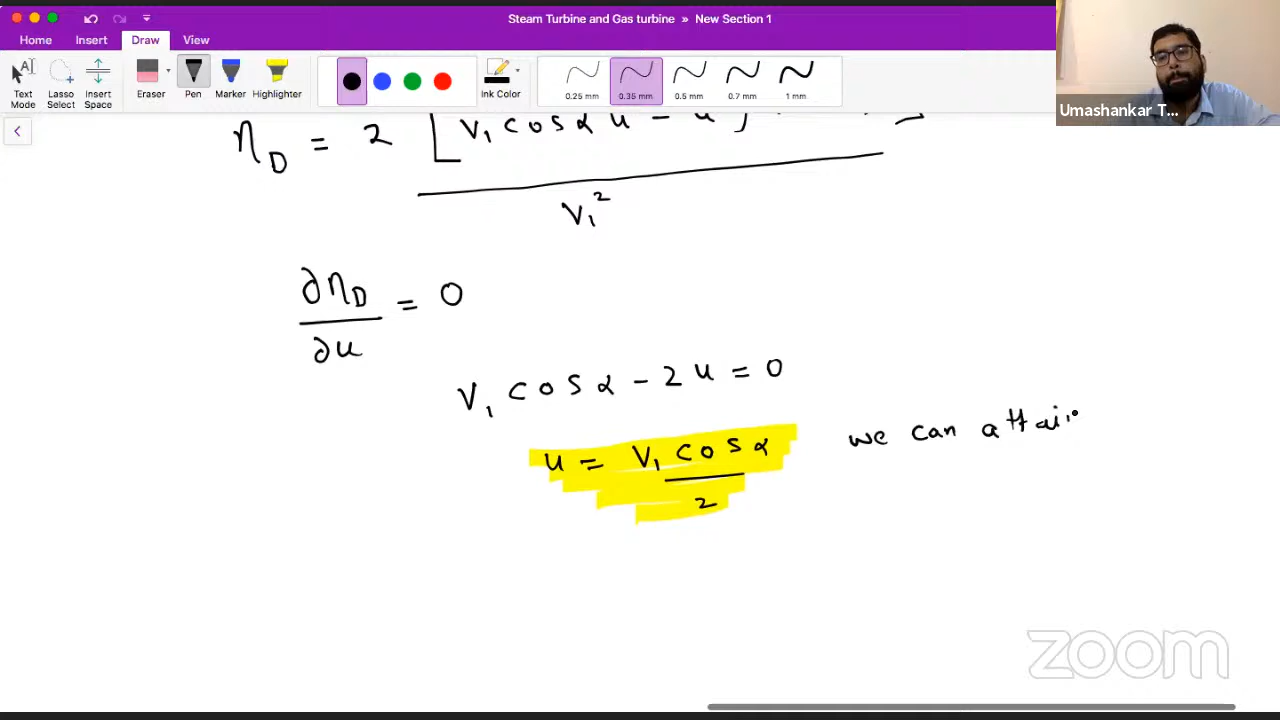 Steam Turbine and Gas turbine » New Section 1
Home Insert Draw View
Text Mode Lasso Select Insert Space Eraser Pen Marker Highlighter Ink Color 0.25 mm 0.35 mm 0.5 mm 0.7 mm 1 mm
Umashankar T...
η_D = 2 [V₁ cos α u − u
V₁²
∂η_D
= 0
∂u
V₁ cos α − 2u = 0
u = V₁ cos α we can attai
2
zoom